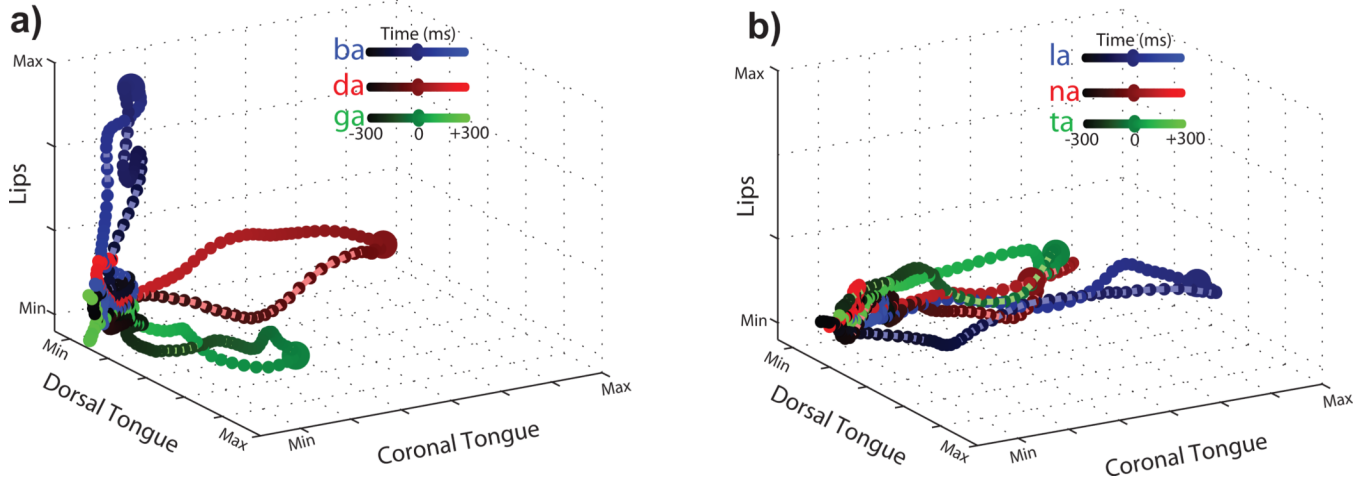 a)
Time (ms)
ba
da
ga
-300 0 +300
Max
Lips
Min
Min
Dorsal Tongue
Max
Min
Coronal Tongue
Max
b)
Time (ms)
la
na
ta
-300 0 +300
Max
Lips
Min
Min
Dorsal Tongue
Max
Min
Coronal Tongue
Max